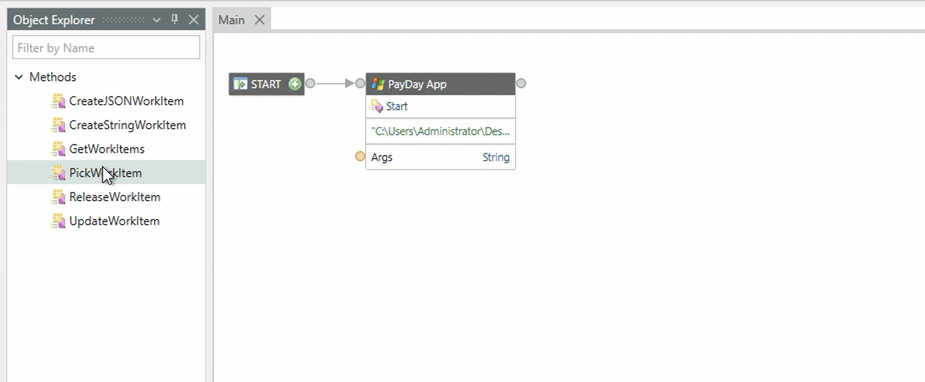 Object Explorer
Filter by Name
Methods
CreateJSONWorkItem
CreateStringWorkItem
GetWorkItems
PickWorkItem
ReleaseWorkItem
UpdateWorkItem
Main
START
PayDay App
Start
"C:\Users\Administrator\Des...
Args String